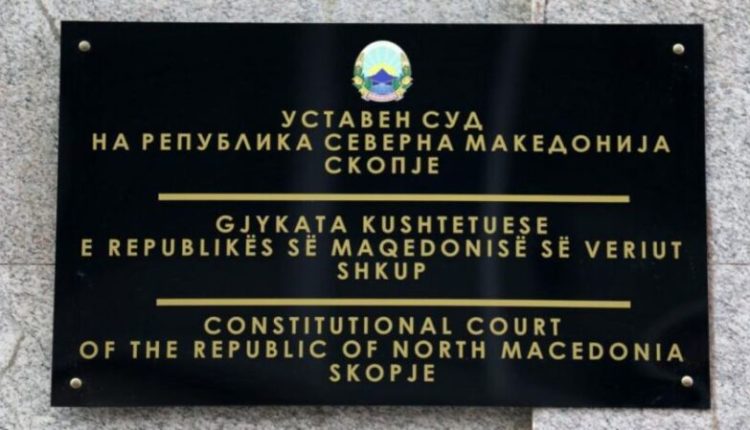 УСТАВЕН СУД
НА РЕПУБЛИКА СЕВЕРНА МАКЕДОНИЈА
СКОПЈЕ
GJYKATA KUSHTETUESE
E REPUBLIKËS SË MAQEDONISË SË VERIUT
SHKUP
CONSTITUTIONAL COURT
OF THE REPUBLIC OF NORTH MACEDONIA
SKOPJE